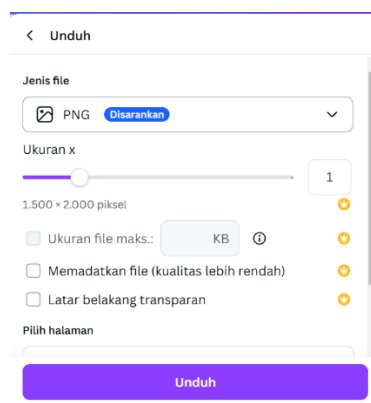 Unduh
Jenis file
PNG Disarankan
Ukuran x
1
1.500 × 2.000 piksel
Ukuran file maks.: KB
Memadatkan file (kualitas lebih rendah)
Latar belakang transparan
Pilih halaman
Unduh